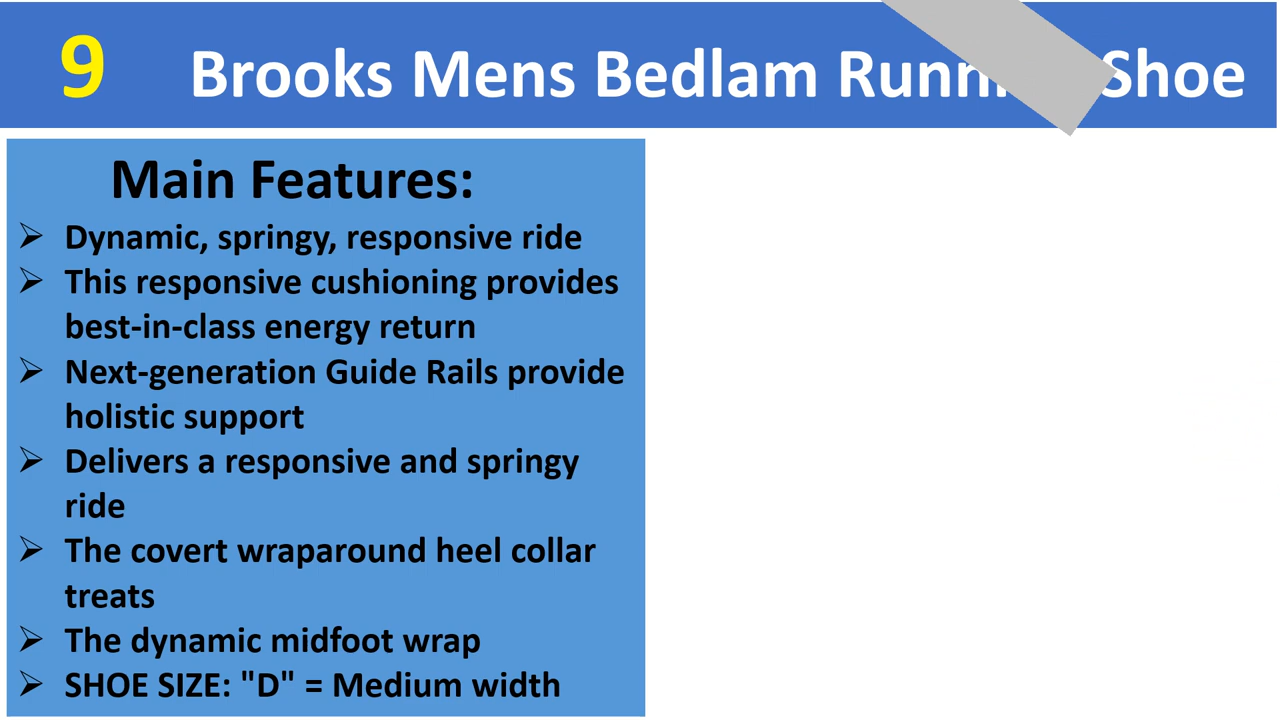 9 Brooks Mens Bedlam Shoe
Main Features:
➢ Dynamic, springy, responsive ride
➢ This responsive cushioning provides
best-in-class energy return
➢ Next-generation Guide Rails provide
holistic support
➢ Delivers a responsive and springy
ride
➢ The covert wraparound heel collar
treats
➢ The dynamic midfoot wrap
➢ SHOE SIZE: "D" = Medium width